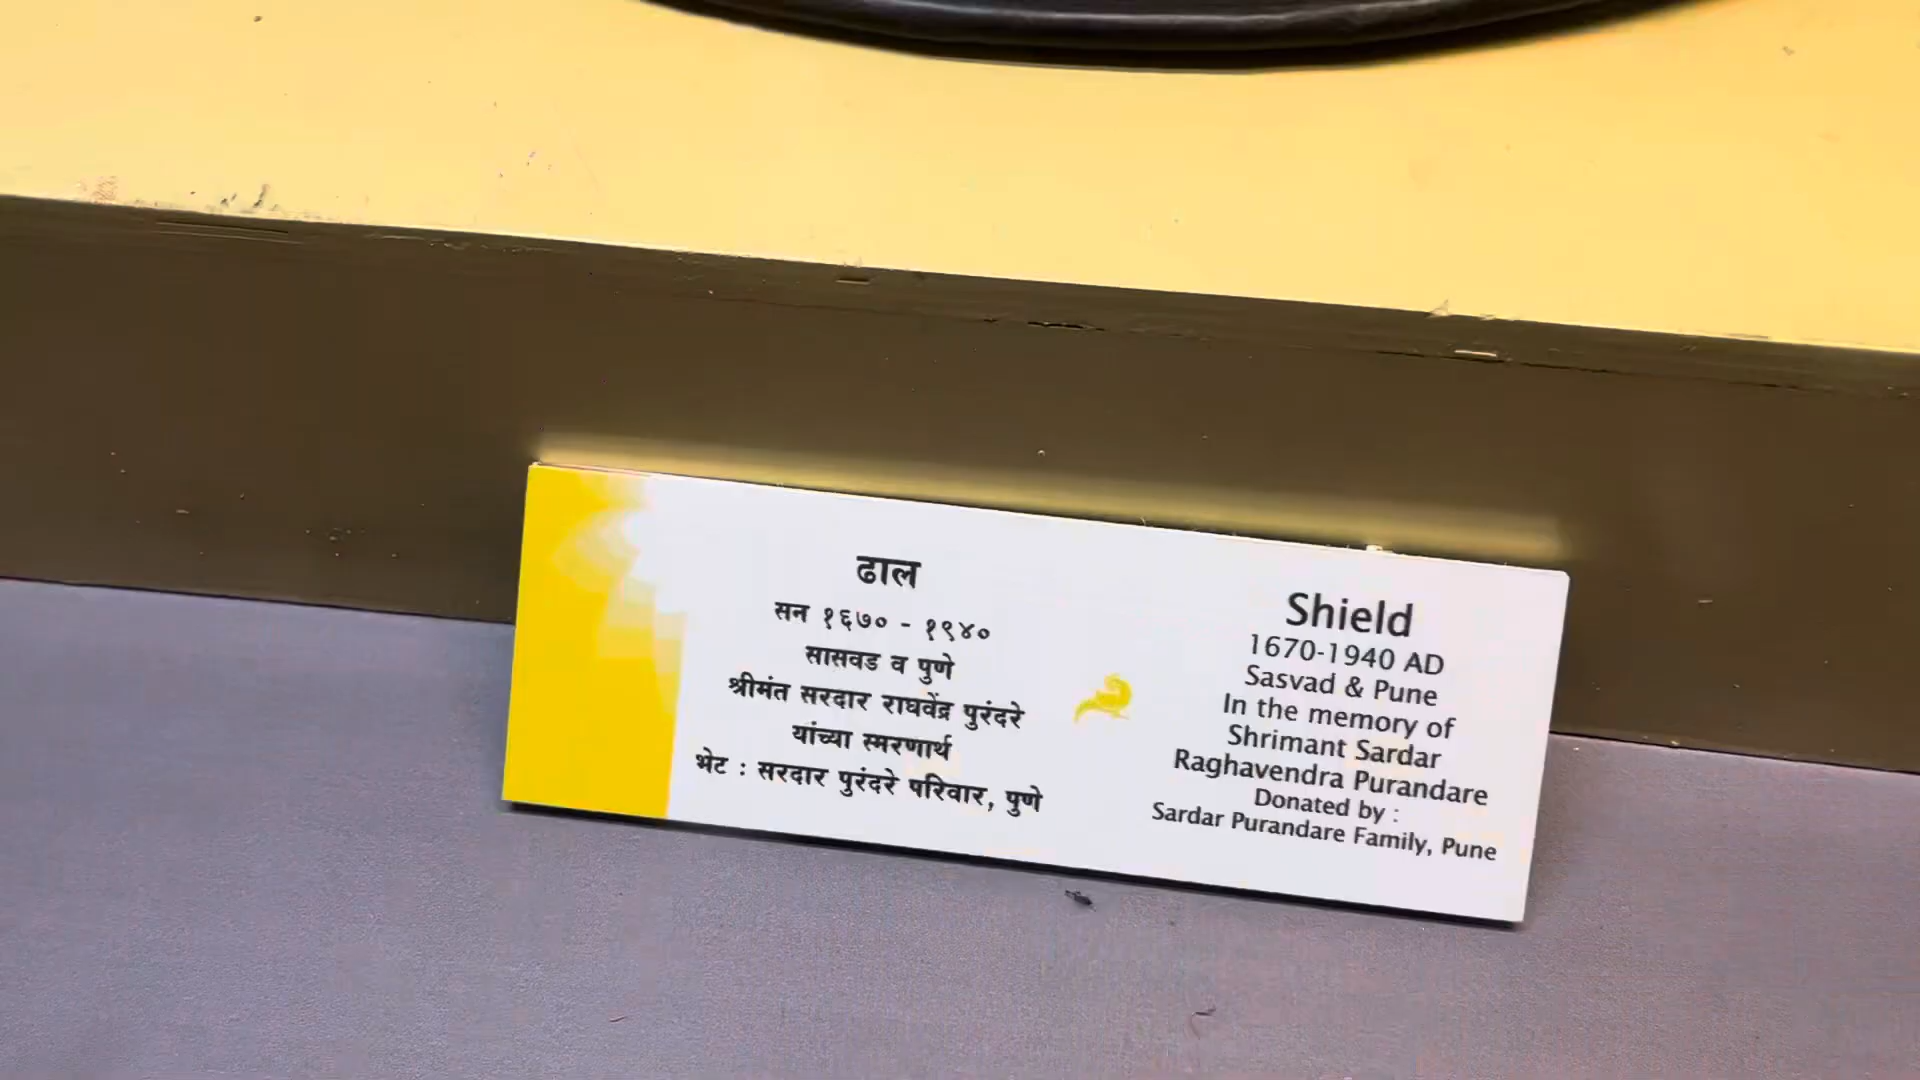 ढाल
सन १६७० - १९४०
सासवड व पुणे
श्रीमंत सरदार राघवेंद्र पुरंदरे
यांच्या स्मरणार्थ
भेट : सरदार पुरंदरे परिवार, पुणे
Shield
1670-1940 AD
Sasvad & Pune
In the memory of
Shrimant Sardar
Raghavendra Purandare
Donated by :
Sardar Purandare Family, Pune